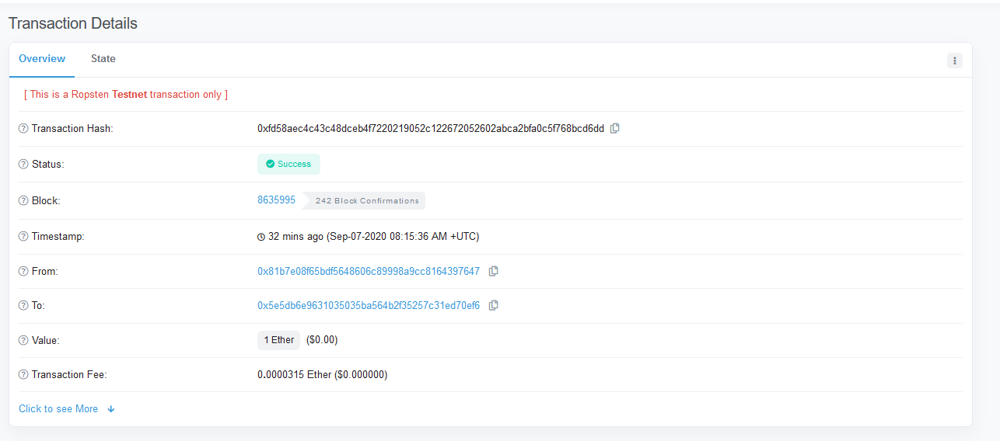 Transaction Details
Overview State
[ This is a Ropsten Testnet transaction only ]
Transaction Hash: 0xfd58aec4c43c48dceb4f7220219052c122672052602abca2bfa0c5f768bcd6dd
Status: Success
Block: 8635995 242 Block Confirmations
Timestamp: 32 mins ago (Sep-07-2020 08:15:36 AM +UTC)
From: 0x81b7e08f65bdf5648606c89998a9cc8164397647
To: 0x5e5db6e9631035035ba564b2f35257c31ed70ef6
Value: 1 Ether ($0.00)
Transaction Fee: 0.0000315 Ether ($0.000000)
Click to see More